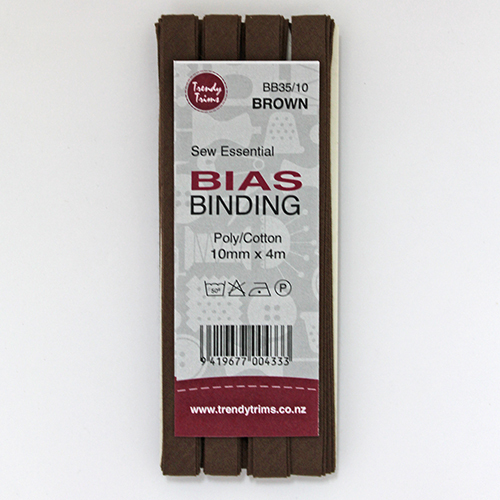 Trendy
Trims
BB35/10
BROWN
Sew Essential
BIAS
BINDING
Poly/Cotton
10mm x 4m
50°
P
9 419677 004333
www.trendytrims.co.nz